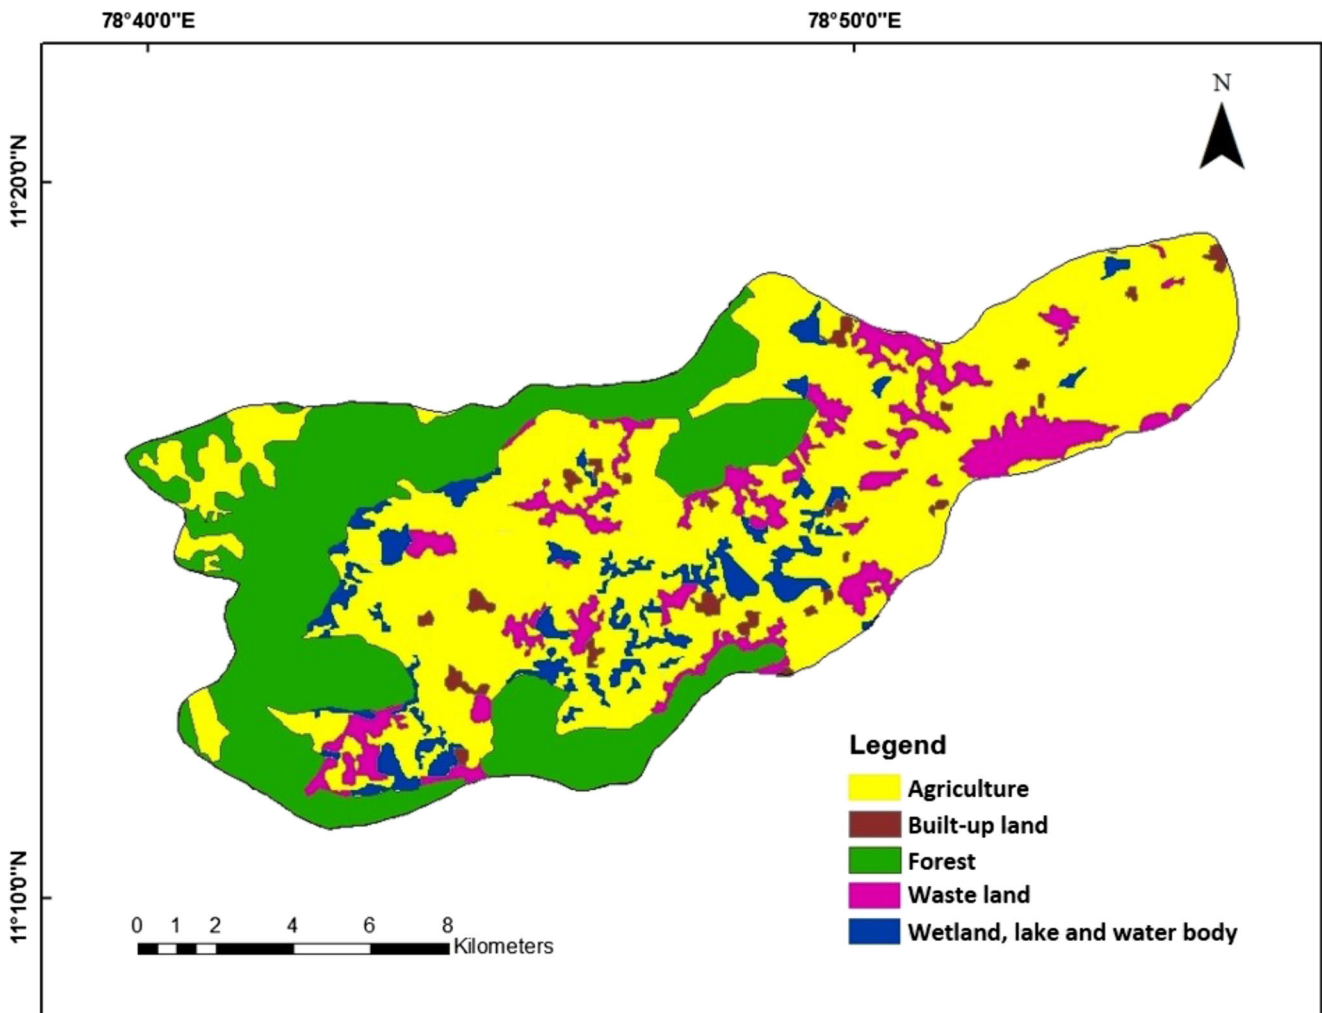 78°40'0"E 78°50'0"E
N
11°20'0"N
Legend
Agriculture
Built-up land
Forest
Waste land
Wetland, lake and water body
11°10'0"N
0 1 2 4 6 8
Kilometers